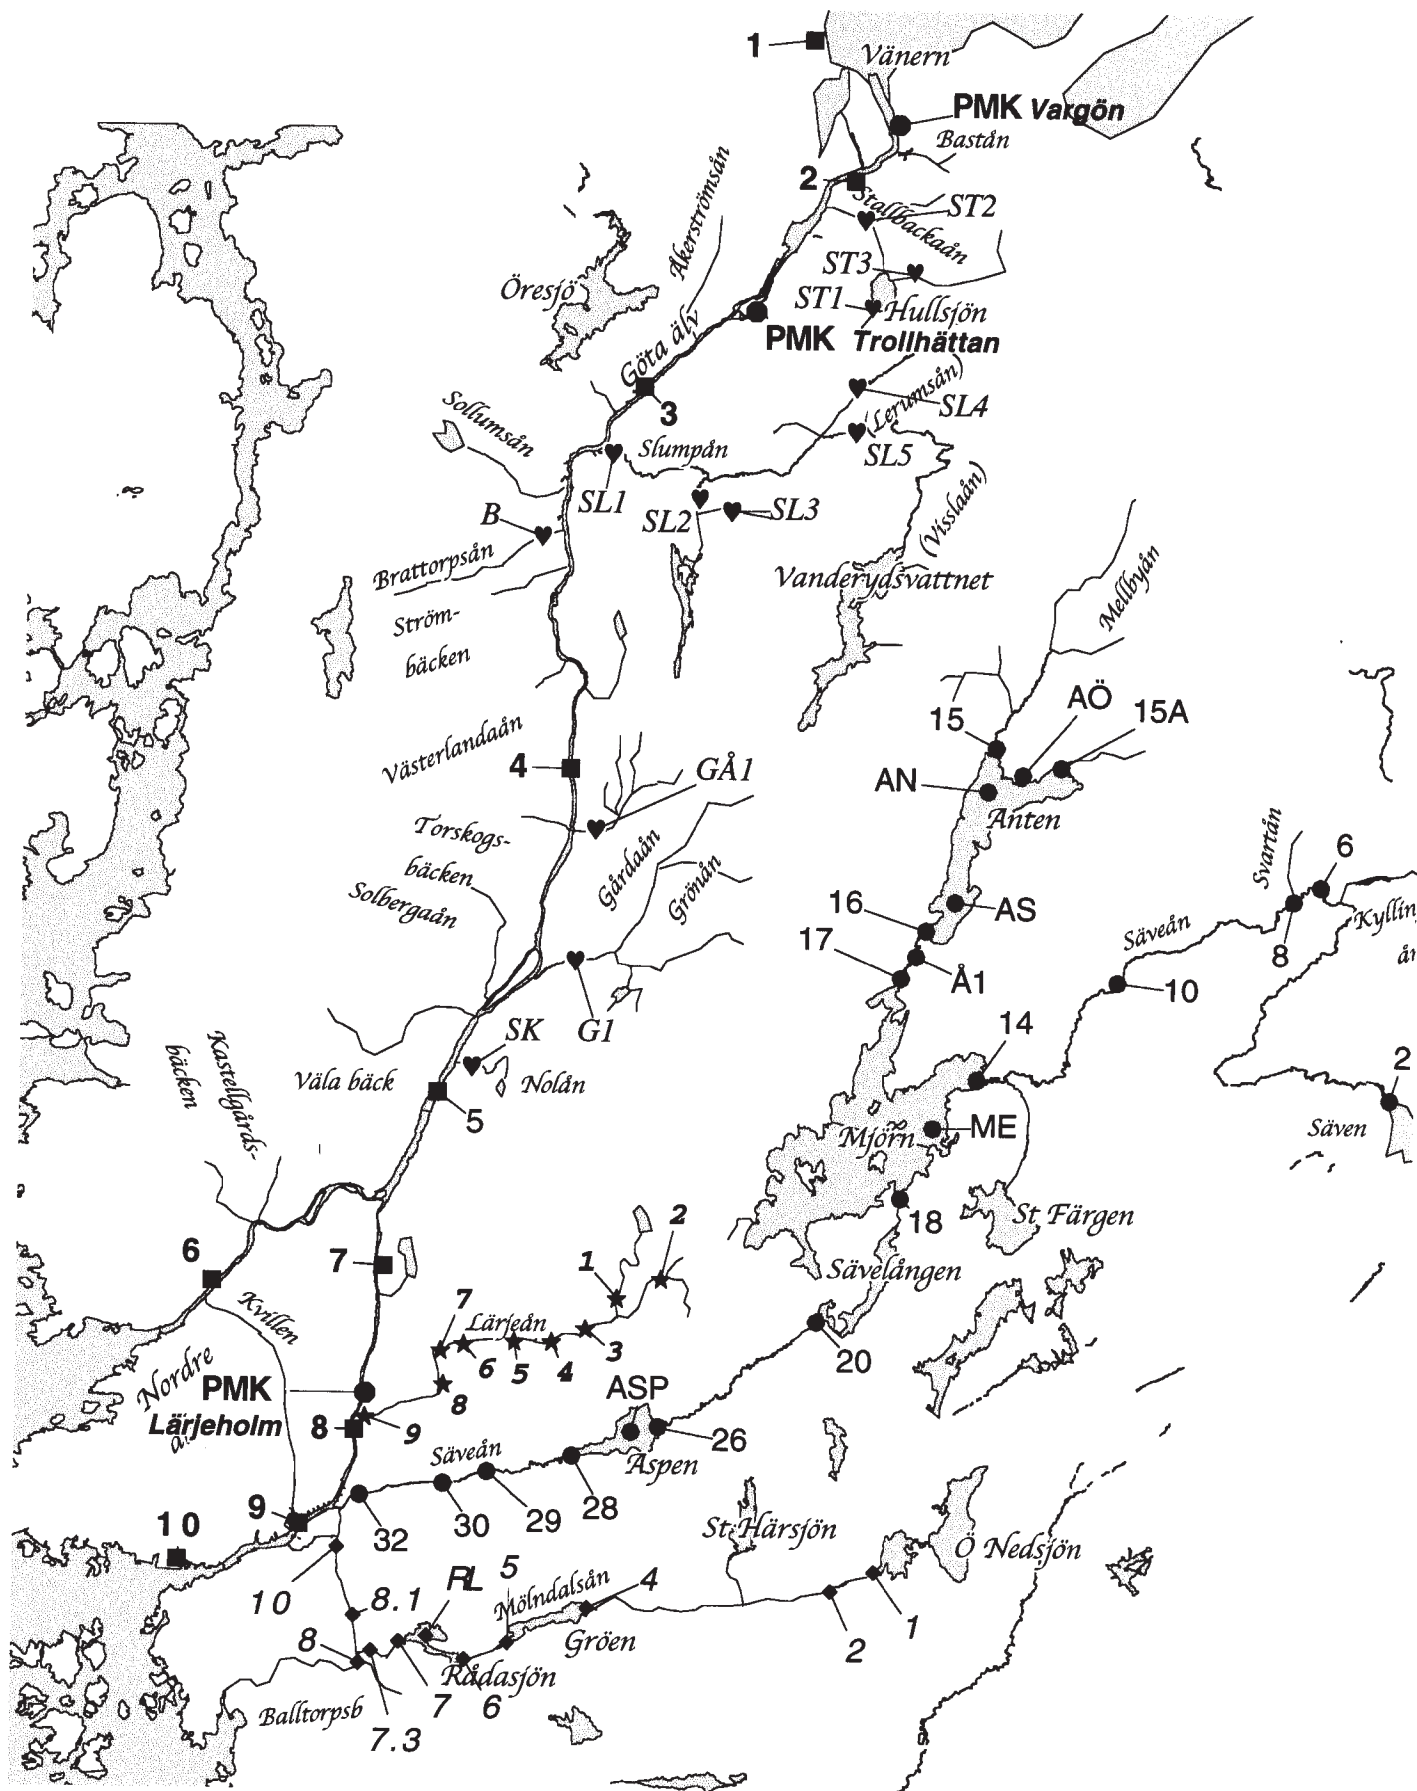 1
Vänern
PMK Vargön
Bastån
2
Stallbackaån
ST2
Åkerströmsån
ST3
Öresjö
ST1
Hullsjön
PMK Trollhättan
Göta älv
3
(Lerumsån)
SL4
Sollumsån
Slumpån
SL5
SL1
B
SL2
SL3
(Visslaån)
Brattorpsån
Vanderydsvattnet
Mellbyån
Ström-
bäcken
AÖ
15
15A
Västerlandaån
4
GÅ1
AN
Anten
Torskogs-
bäcken
Gårdaån
Svartån
6
Solbergaån
Grönån
16
AS
Kylling
ån
17
Säveån
8
Å1
10
SK
G1
14
Kastellgårds-
bäcken
Väla bäck
Nolån
2
5
ME
Mjörn
Säven
18
St Färgen
6
7
1
2
Sävelången
Kvillen
7
Lärjeån
6
5
4
3
20
Nordre
PMK
Lärjeholm
8
ASP
8
9
26
Säveån
Aspen
9
28
10
32
30
29
St Härsjön
Ö Nedsjön
5
RL
Mölndalsån
4
10
8.1
1
8
Gröen
2
Rådasjön
7
6
Balltorpsb
7.3